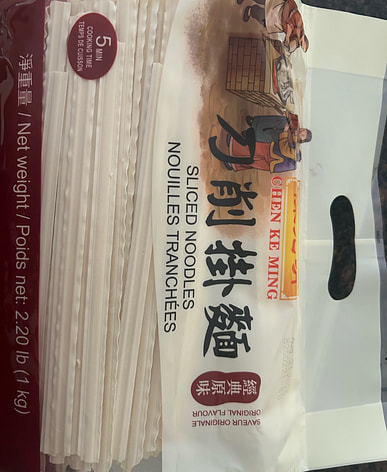 CHEN KE MING
刀削掛麵
SLICED NOODLES
NOUILLES TRANCHÉES
經典
原味
ORIGINAL FLAVOUR
SAVEUR ORIGINALE
5 MIN
COOKING TIME
TEMPS DE CUISSON
淨重量 / Net weight / Poids net: 2.20 lb (1 kg)